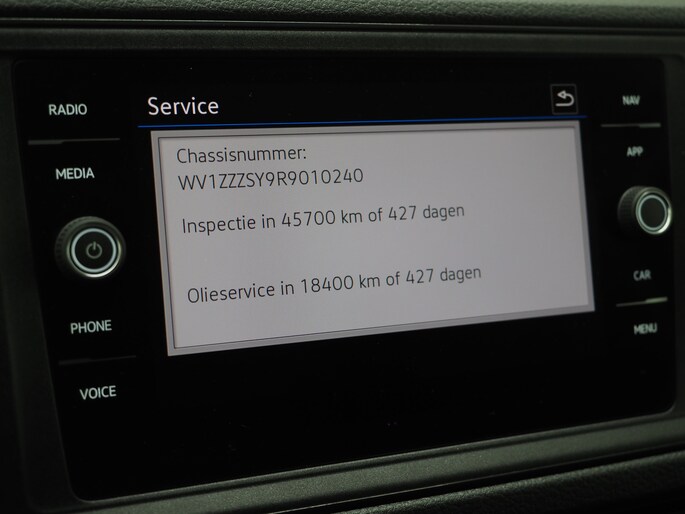 RADIO
MEDIA
PHONE
VOICE
Service
Chassisnummer:
WV1ZZZSY9R9010240
Inspectie in 45700 km of 427 dagen
Olieservice in 18400 km of 427 dagen
NAV
APP
CAR
MENU